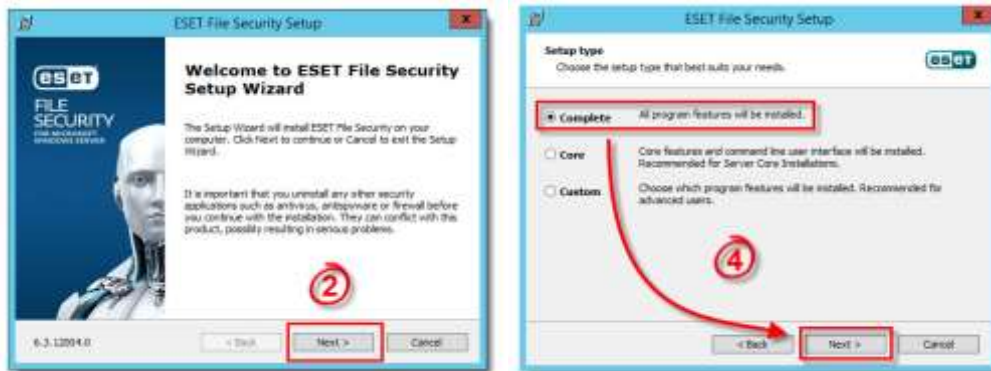 ESET File Security Setup
eset
FILE
SECURITY
FOR MICROSOFT
WINDOWS SERVER
Welcome to ESET File Security
Setup Wizard
The Setup Wizard will install ESET File Security on your
computer. Click Next to continue or Cancel to exit the Setup
Wizard.
It is important that you uninstall any other security
applications such as antivirus, antispyware or firewall before
you continue with the installation. They can conflict with this
product, possibly resulting in serious problems.
2
6.3.12004.0
< Back
Next >
Cancel
ESET File Security Setup
Setup type
Choose the setup type that best suits your needs.
eset
Complete
All program features will be installed.
Core
Core features and command line user interface will be installed.
Recommended for Server Core Installations.
Custom
Choose which program features will be installed. Recommended for
advanced users.
4
< Back
Next >
Cancel